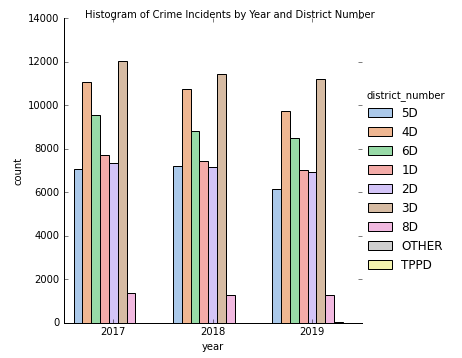 Histogram of Crime Incidents by Year and District Number
14000
12000
10000
8000
6000
4000
2000
0
count
2017
2018
2019
year
district_number
5D
4D
6D
1D
2D
3D
8D
OTHER
TPPD